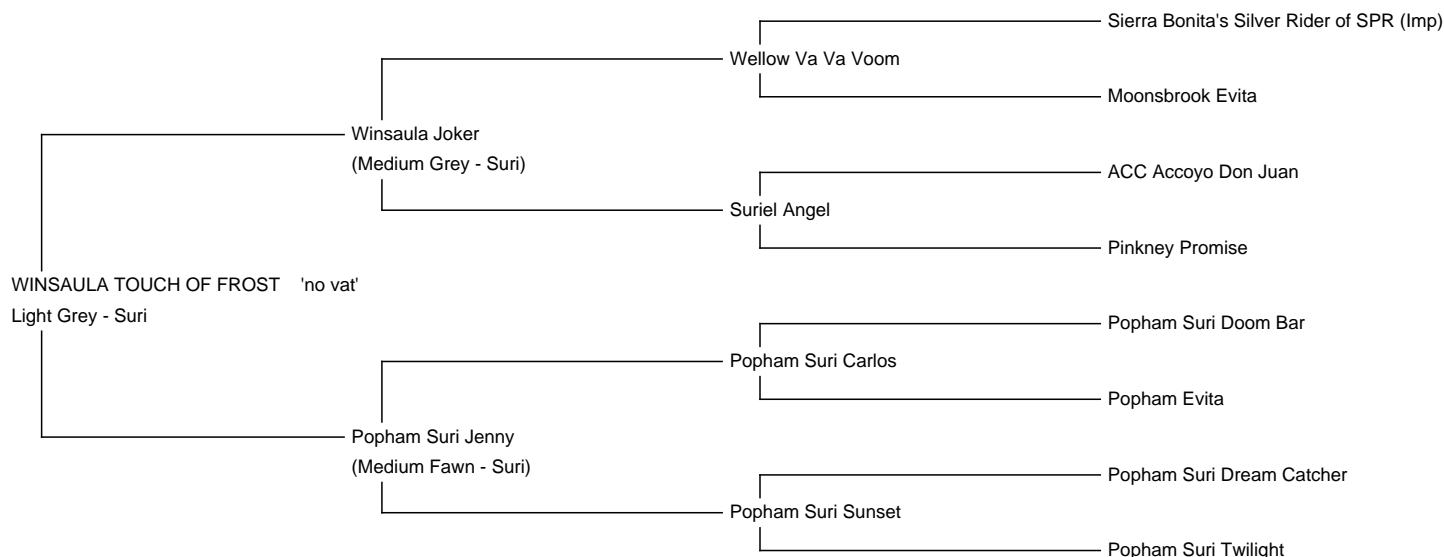 Sierra Bonita's Silver Rider of SPR (Imp)
Wellow Va Va Voom
Moonsbrook Evita
Winsaula Joker
(Medium Grey - Suri)
ACC Accoyo Don Juan
Suriel Angel
Pinkney Promise
WINSAULA TOUCH OF FROST 'no vat'
Light Grey - Suri
Popham Suri Doom Bar
Popham Suri Carlos
Popham Evita
Popham Suri Jenny
(Medium Fawn - Suri)
Popham Suri Dream Catcher
Popham Suri Sunset
Popham Suri Twilight